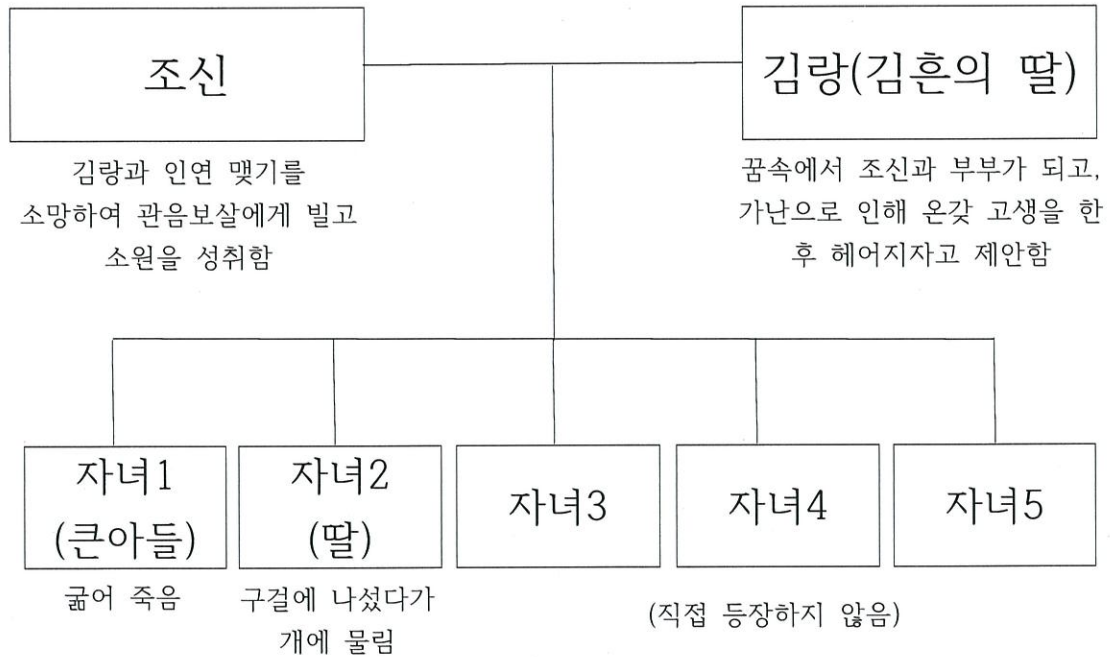 조신
김랑(김흔의 딸)
김랑과 인연 맺기를
소망하여 관음보살에게 빌고
소원을 성취함
꿈속에서 조신과 부부가 되고,
가난으로 인해 온갖 고생을 한
후 헤어지자고 제안함
자녀1
(큰아들)
자녀2
(딸)
자녀3
자녀4
자녀5
굶어 죽음
구걸에 나섰다가
개에 물림
(직접 등장하지 않음)